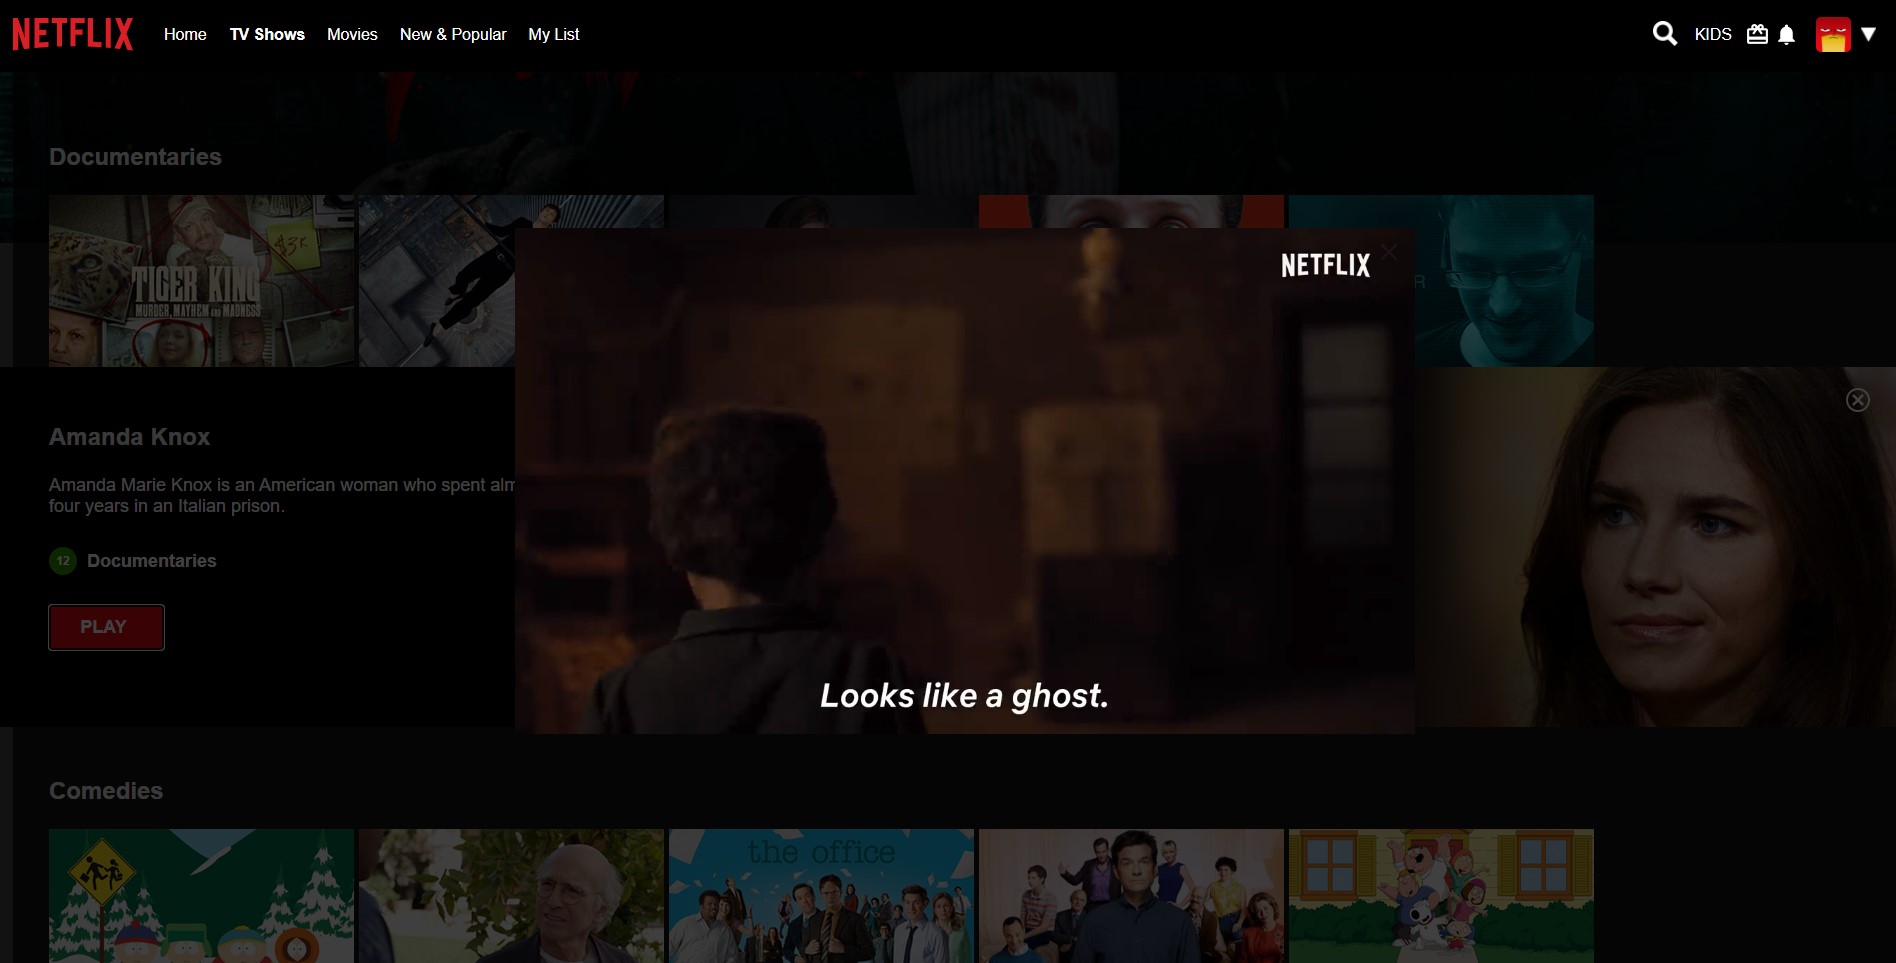 NETFLIX
Home TV Shows Movies New & Popular My List
KIDS
Documentaries
$3K
TIGER KING
MURDER, MAYHEM AND MADNESS
NETFLIX
R
Amanda Knox
Amanda Marie Knox is an American woman who spent alm
four years in an Italian prison.
12 Documentaries
PLAY
Looks like a ghost.
Comedies
the office